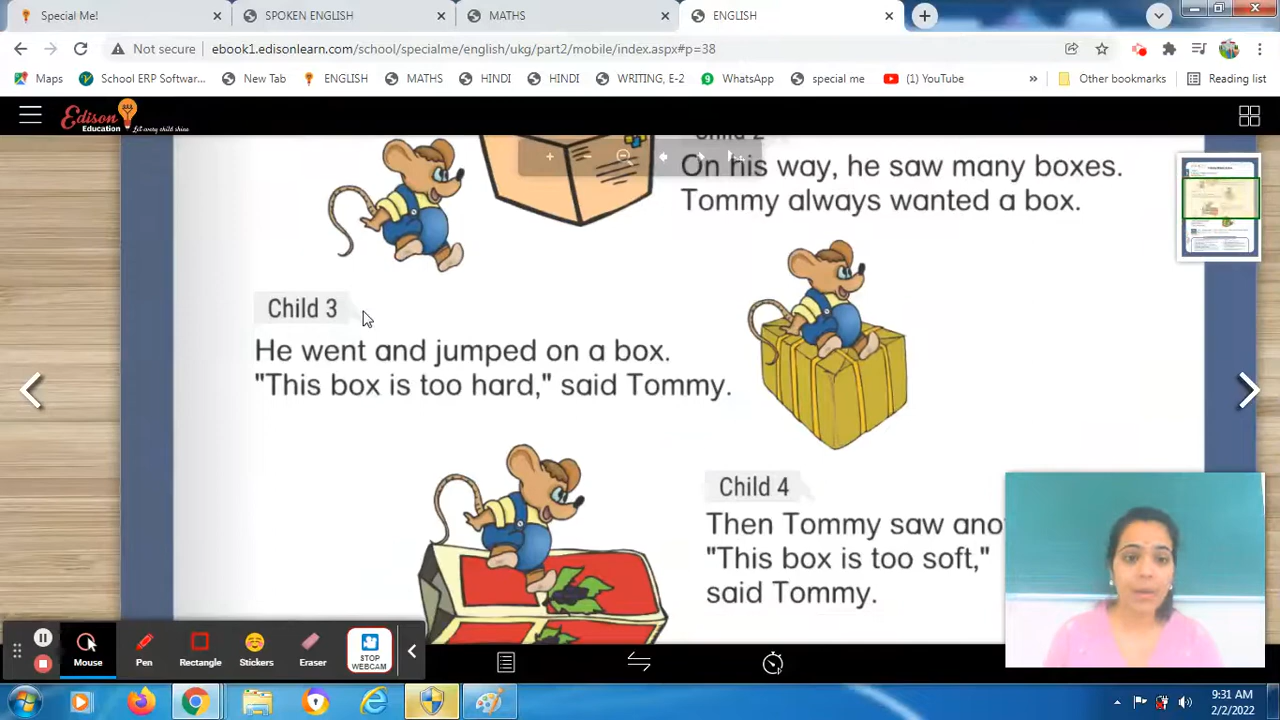 Special Me!
SPOKEN ENGLISH
MATHS
ENGLISH
Not secure
ebook1.edisonlearn.com/school/specialme/english/ukg/part2/mobile/index.aspx#p=38
Maps
School ERP Softwar...
New Tab
ENGLISH
MATHS
HINDI
HINDI
WRITING, E-2
WhatsApp
special me
(1) YouTube
Other bookmarks
Reading list
Edison
Education
Let every child shine
On his way, he saw many boxes.
Tommy always wanted a box.
Child 3
He went and jumped on a box.
"This box is too hard," said Tommy.
Child 4
Then Tommy saw ano
"This box is too soft,"
said Tommy.
Mouse
Pen
Rectangle
Stickers
Eraser
STOP
WEBCAM
9:31 AM
2/2/2022